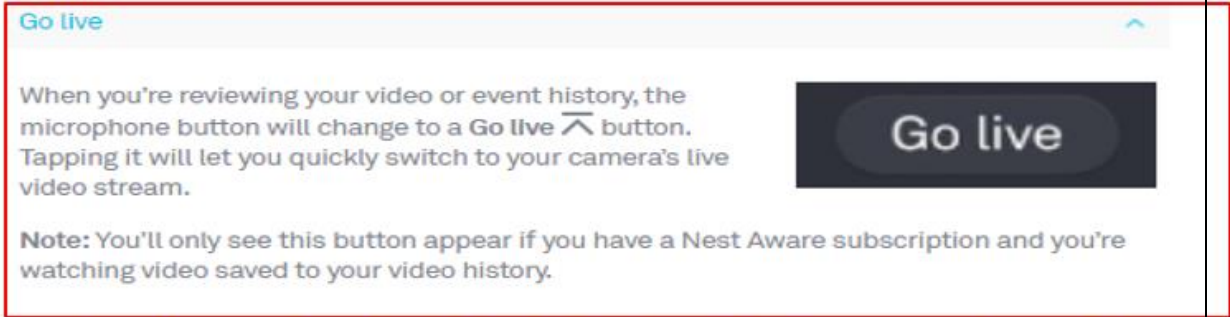 Go live
When you're reviewing your video or event history, the
microphone button will change to a Go live button.
Tapping it will let you quickly switch to your camera's live
video stream.
Go live
Note: You'll only see this button appear if you have a Nest Aware subscription and you're
watching video saved to your video history.